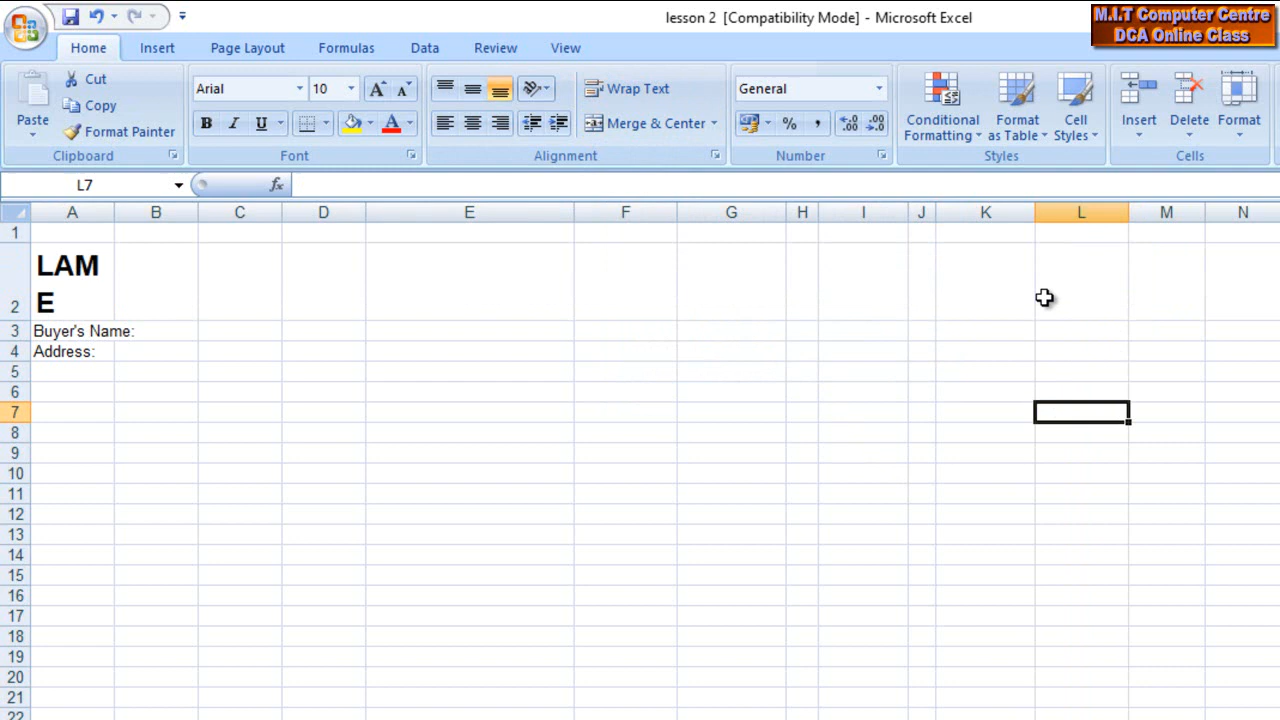 lesson 2 [Compatibility Mode] - Microsoft Excel
M.I.T Computer Centre
DCA Online Class
Home Insert Page Layout Formulas Data Review View
Paste
Cut
Copy
Format Painter
Clipboard
Arial 10 A A
B I U A
Font
Wrap Text
Merge & Center
Alignment
General
% , .00 .00
Number
Conditional Formatting
Format as Table
Cell Styles
Styles
Insert Delete Format
Cells
L7 fx
A B C D E F G H I J K L M N
1
2 LAM
E
3 Buyer's Name:
4 Address:
5
6
7
8
9
10
11
12
13
14
15
16
17
18
19
20
21
22